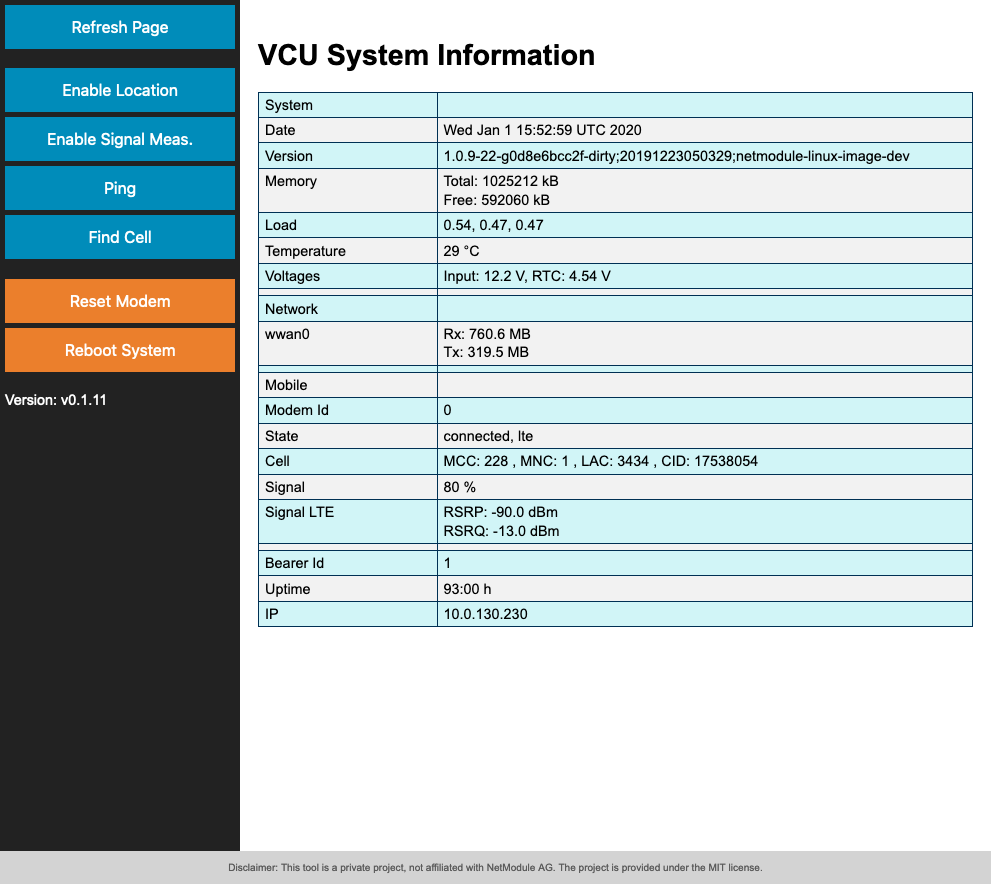 Refresh Page
Enable Location
Enable Signal Meas.
Ping
Find Cell
Reset Modem
Reboot System
Version: v0.1.11
VCU System Information
System
Date Wed Jan 1 15:52:59 UTC 2020
Version 1.0.9-22-g0d8e6bcc2f-dirty;20191223050329;netmodule-linux-image-dev
Memory Total: 1025212 kB
Free: 592060 kB
Load 0.54, 0.47, 0.47
Temperature 29 °C
Voltages Input: 12.2 V, RTC: 4.54 V
Network
wwan0 Rx: 760.6 MB
Tx: 319.5 MB
Mobile
Modem Id 0
State connected, lte
Cell MCC: 228 , MNC: 1 , LAC: 3434 , CID: 17538054
Signal 80 %
Signal LTE RSRP: -90.0 dBm
RSRQ: -13.0 dBm
Bearer Id 1
Uptime 93:00 h
IP 10.0.130.230
Disclaimer: This tool is a private project, not affiliated with NetModule AG. The project is provided under the MIT license.